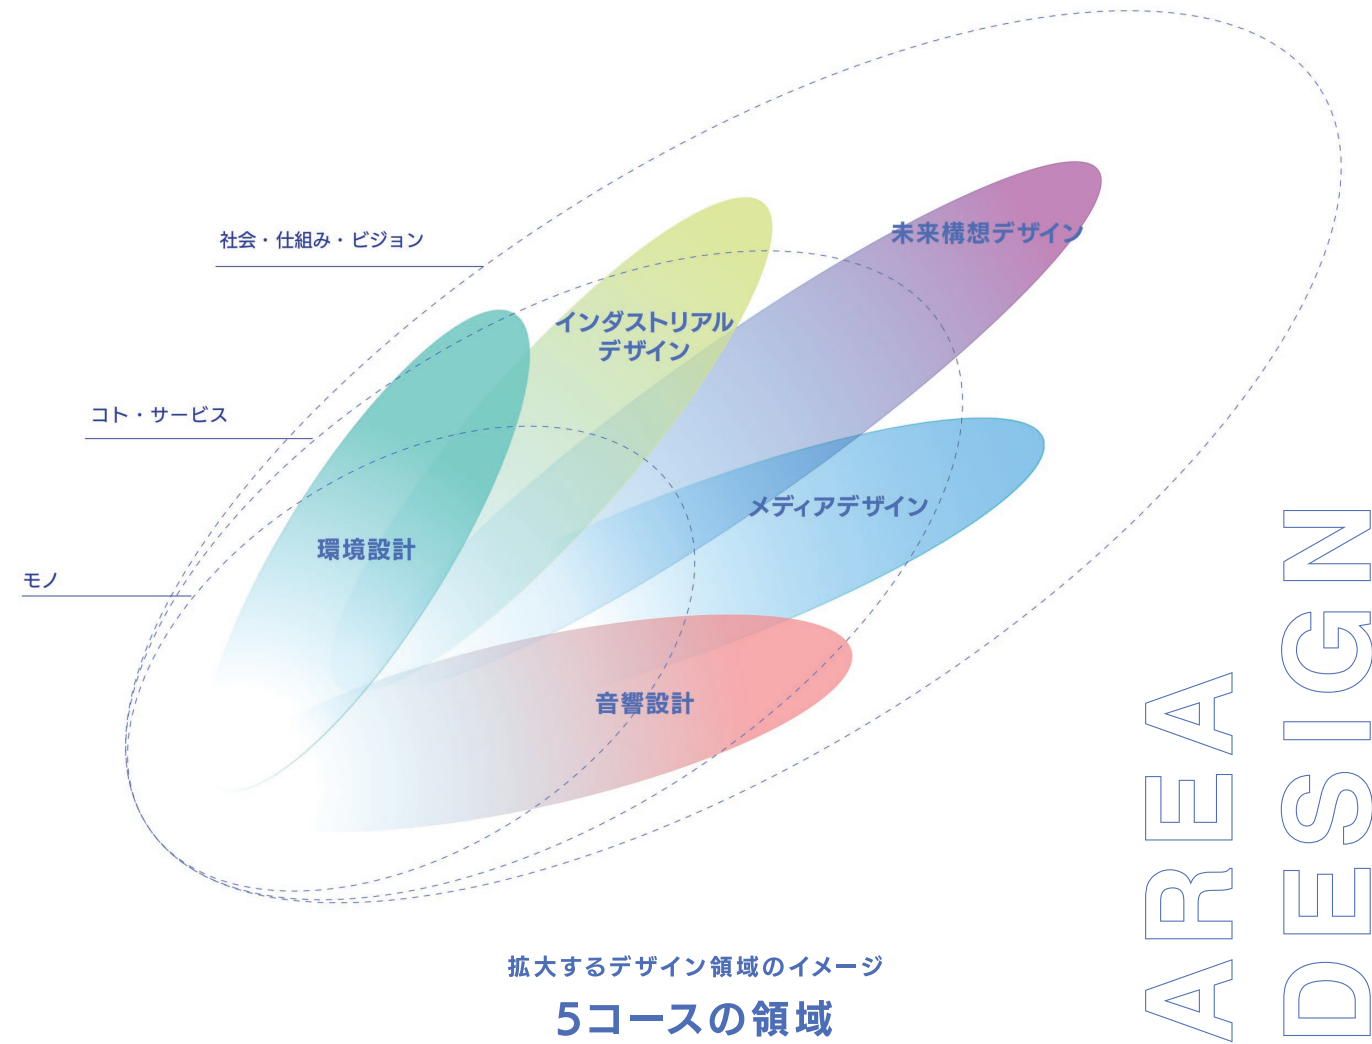 社会・仕組み・ビジョン
コト・サービス
モノ
未来構想デザイン
インダストリアル
デザイン
メディアデザイン
環境設計
音響設計
拡大するデザイン領域のイメージ
5コースの領域
AREA
DESIGN